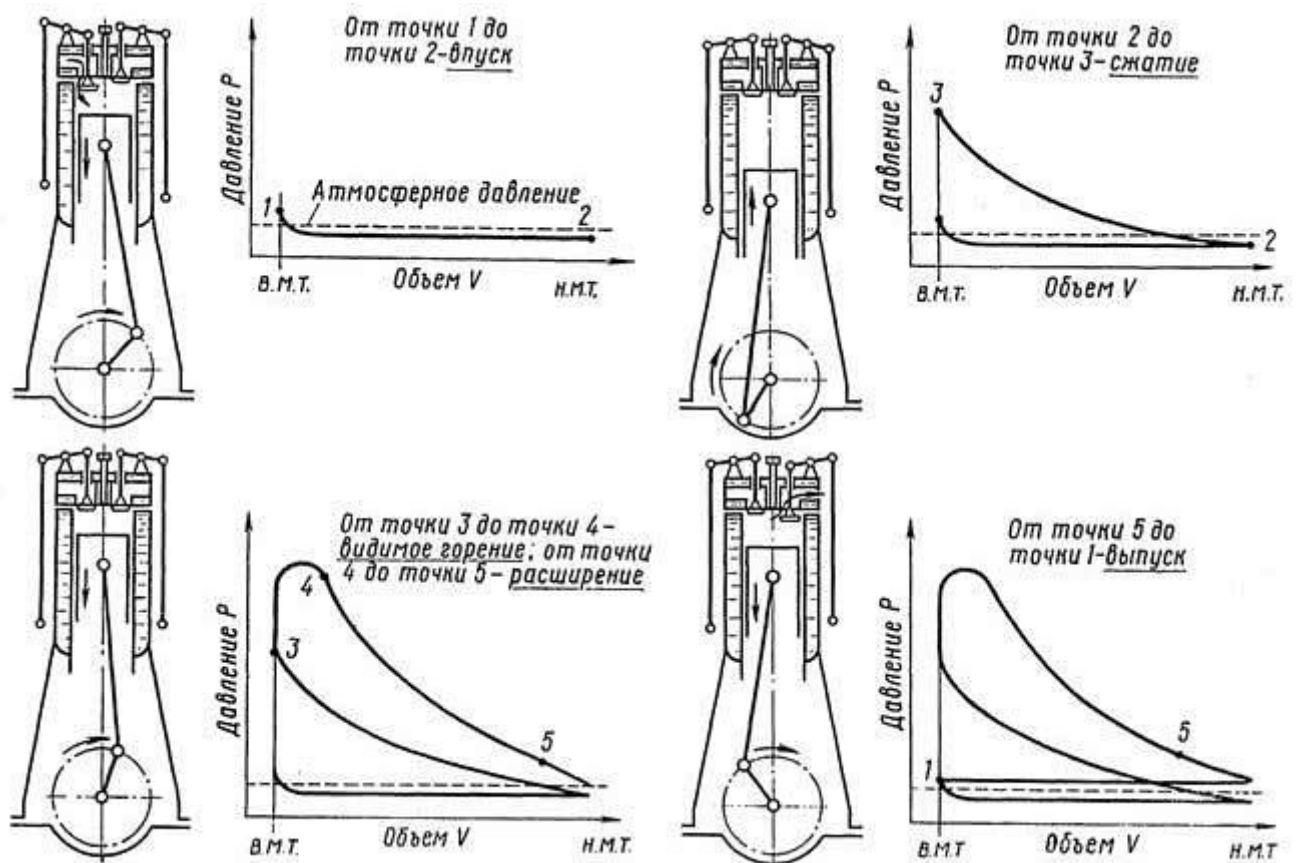 От точки 1 до
точки 2-впуск
Давление P
Атмосферное давление
1
2
В.М.Т.
Объем V
Н.М.Т.
От точки 2 до
точки 3-сжатие
Давление P
3
2
В.М.Т.
Объем V
Н.М.Т.
От точки 3 до точки 4-
видимое горение; от точки
4 до точки 5-расширение
Давление P
4
3
5
В.М.Т.
Объем V
Н.М.Т.
От точки 5 до
точки 1-выпуск
Давление P
5
1
В.М.Т
Объем V
Н.М.Т